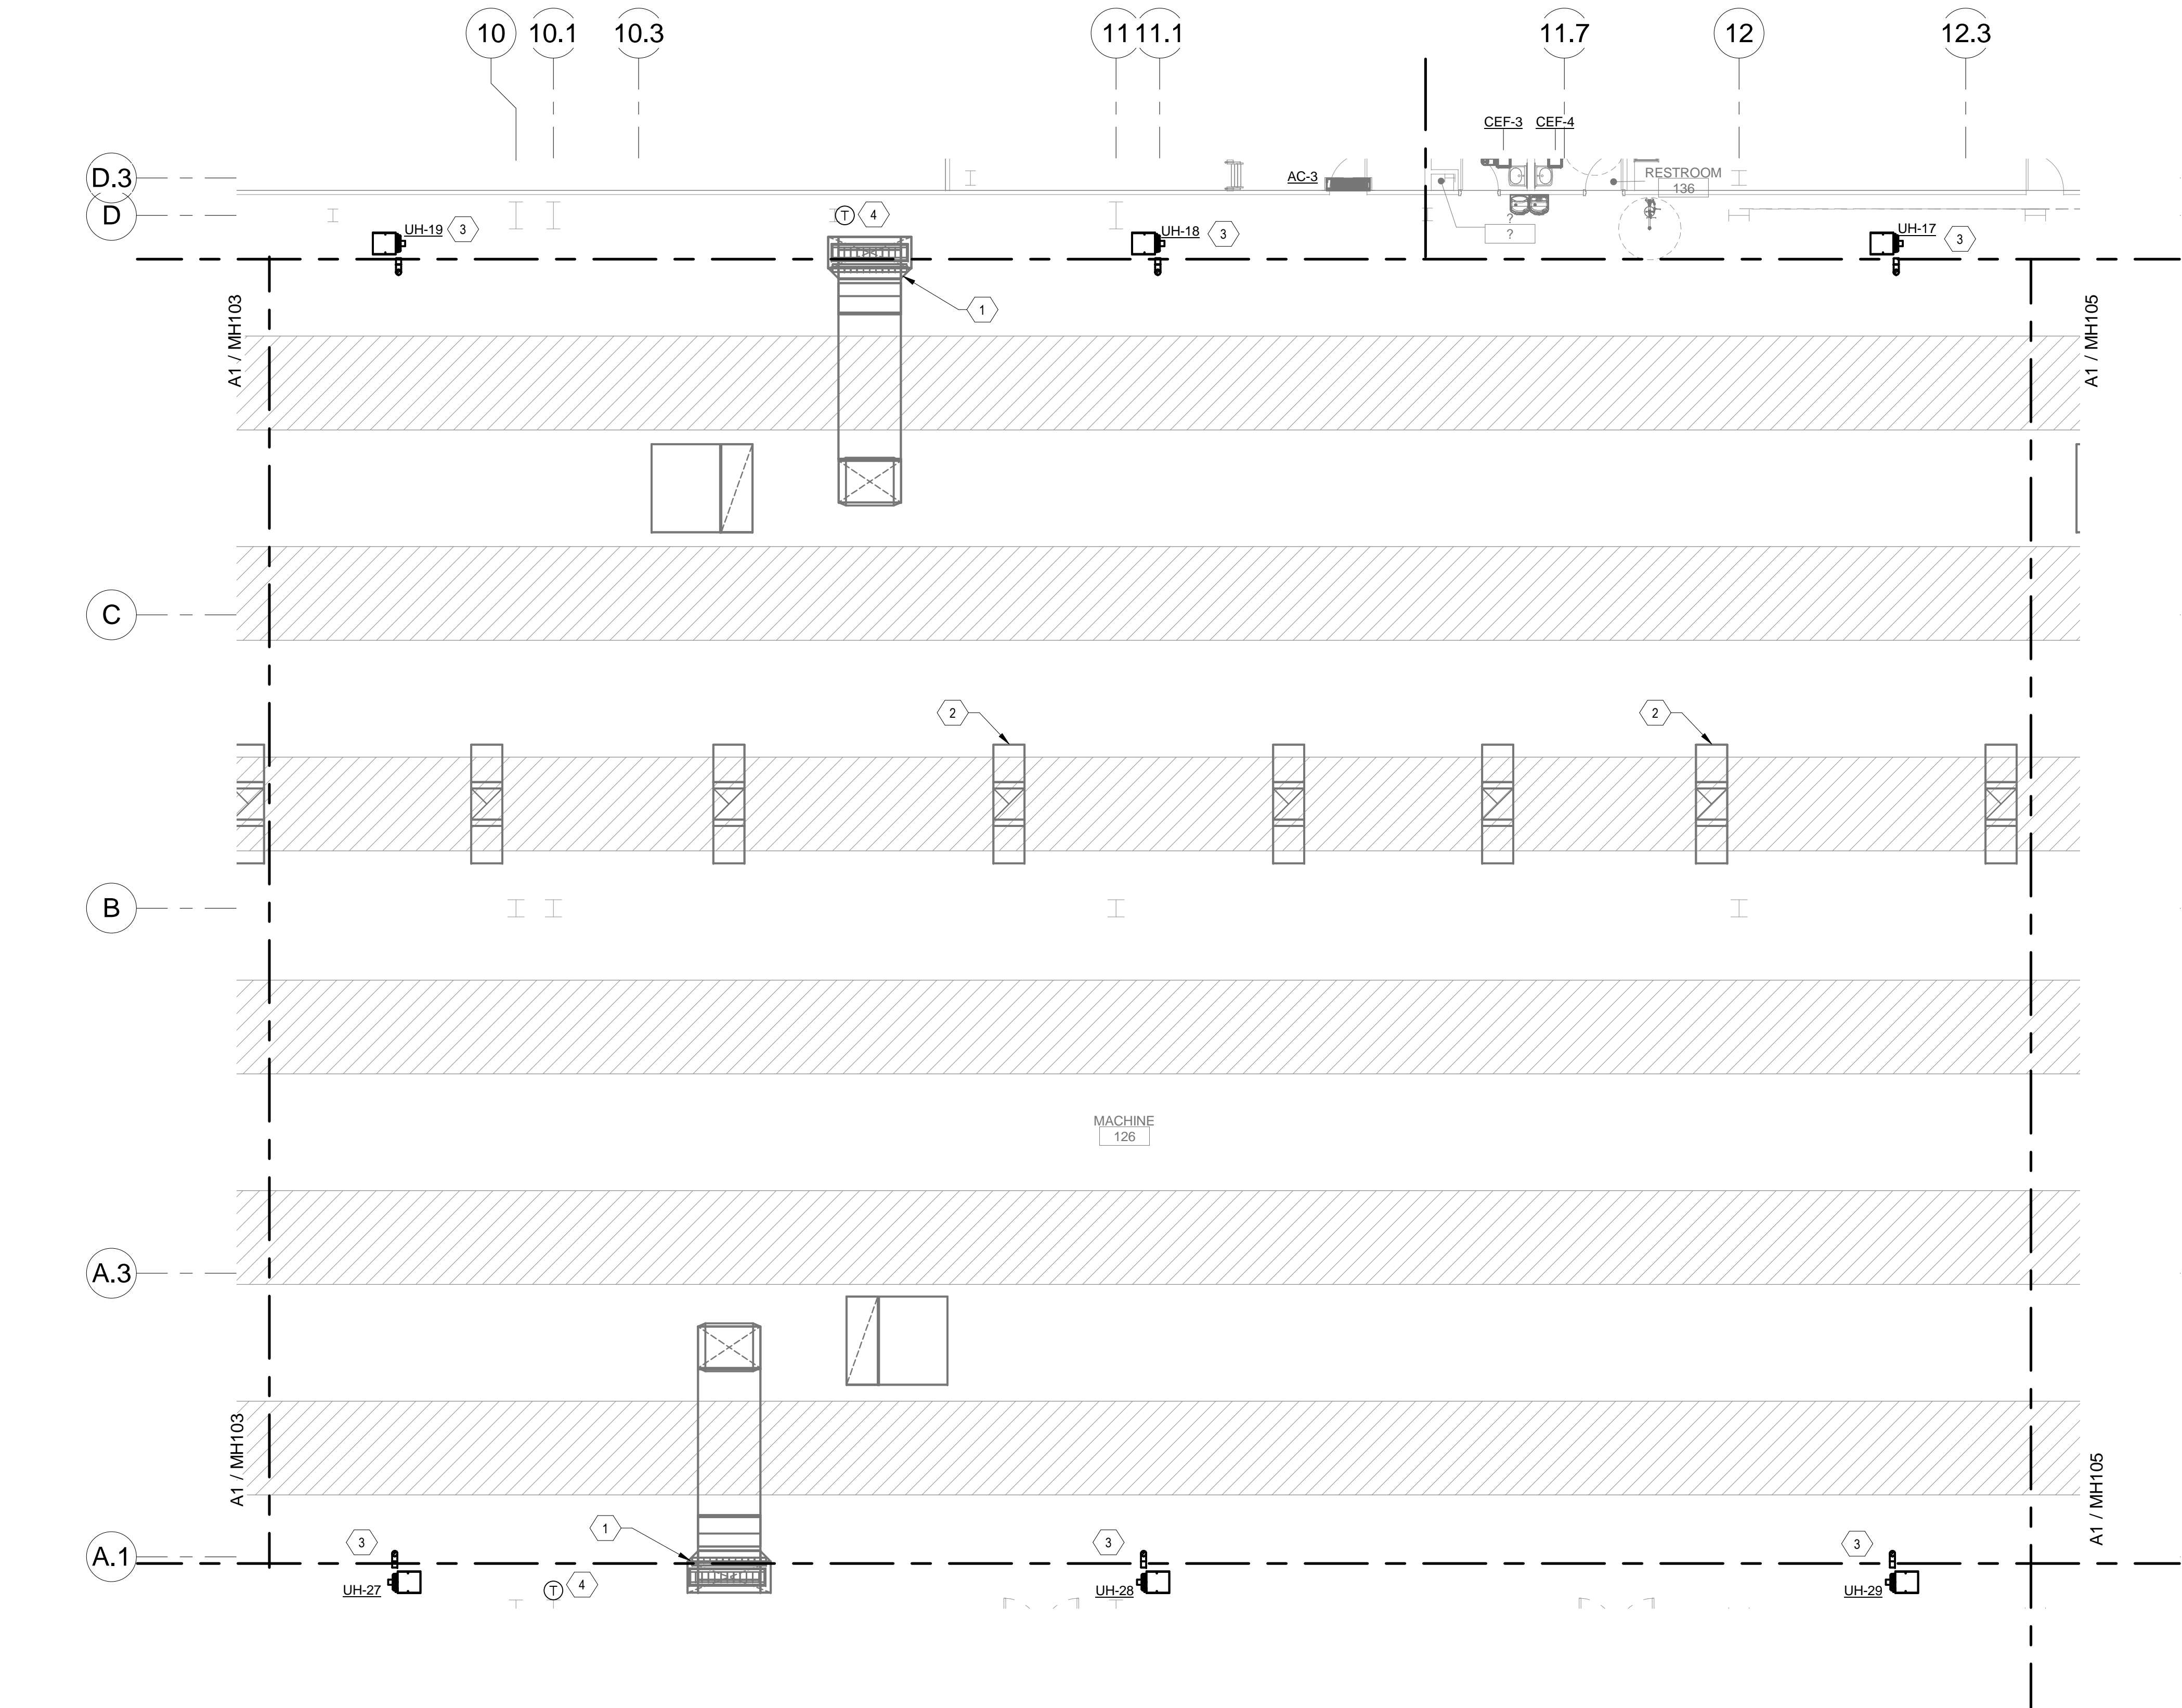 10 10.1 10.3 11 11.1 11.7 12 12.3
CEF-3 CEF-4
D.3
AC-3
RESTROOM
136
D
T 4
?
?
UH-19 3
UH-18 3
UH-17 3
A1 / MH103
A1 / MH105
1
C
2
2
B
MACHINE
126
A.3
A1 / MH103
A1 / MH105
1
A.1
3
3
3
UH-27
T 4
UH-28
UH-29